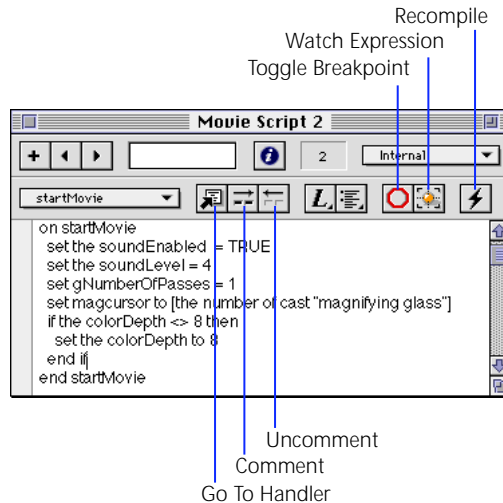 Recompile
Watch Expression
Toggle Breakpoint
Movie Script 2
2 Internal
startMovie L
on startMovie
set the soundEnabled = TRUE
set the soundLevel = 4
set gNumberOfPasses = 1
set magcursor to [the number of cast "magnifying glass"]
if the colorDepth <> 8 then
set the colorDepth to 8
end if
end startMovie
Uncomment
Comment
Go To Handler